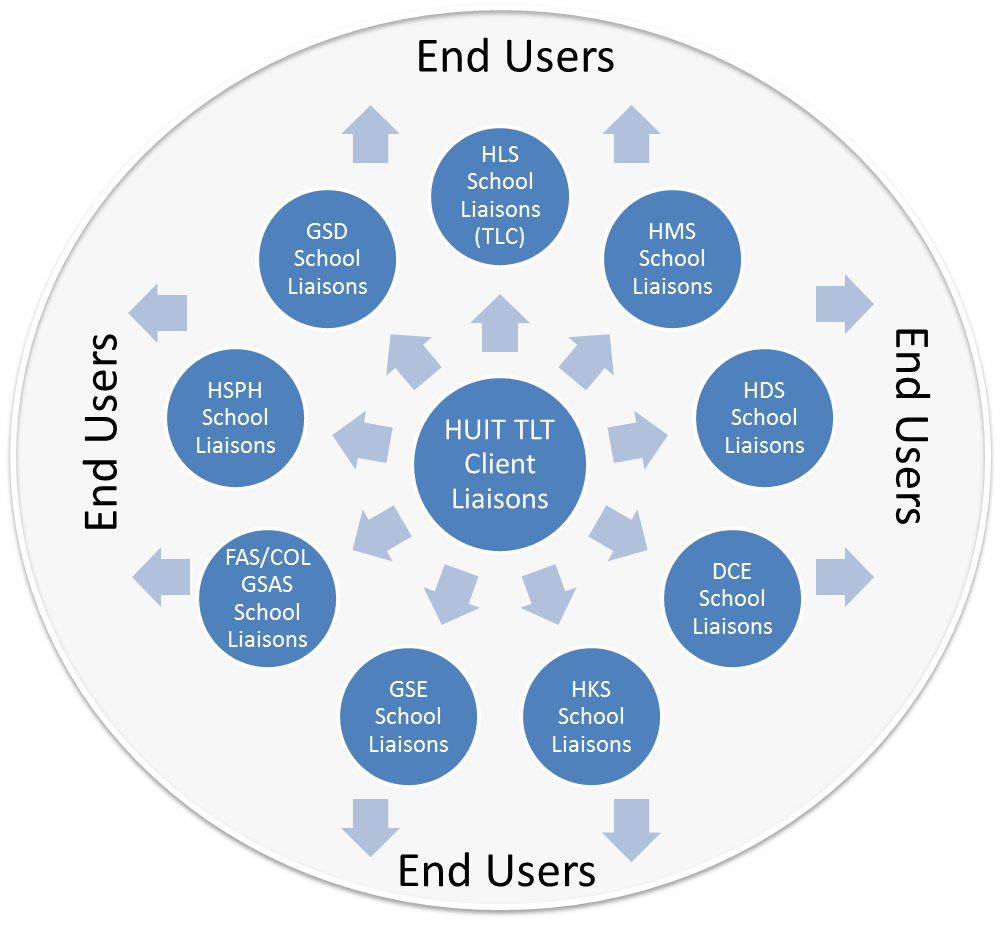 End Users
HLS
School
Liaisons
(TLC)
GSD
School
Liaisons
HMS
School
Liaisons
End Users
HSPH
School
Liaisons
HUIT TLT
Client
Liaisons
HDS
School
Liaisons
End Users
FAS/COL
GSAS
School
Liaisons
DCE
School
Liaisons
GSE
School
Liaisons
HKS
School
Liaisons
End Users